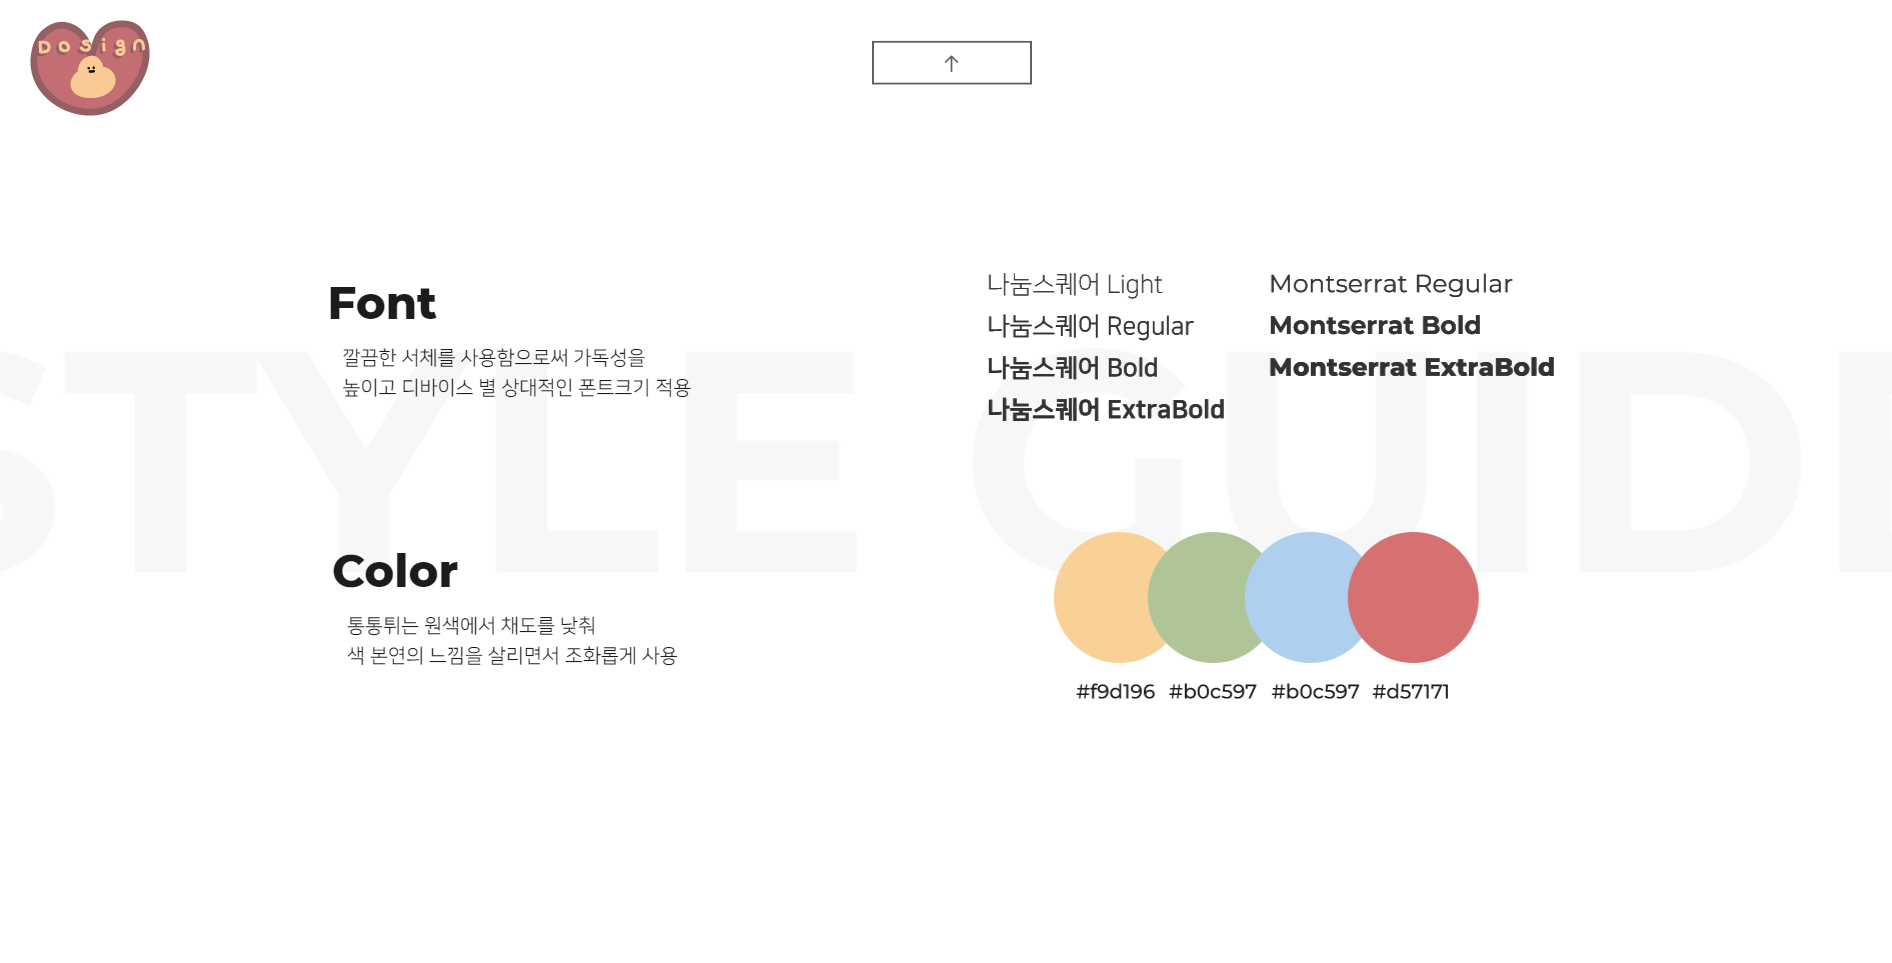 Dosign
↑
STYLE GUIDE
Font
깔끔한 서체를 사용함으로써 가독성을
높이고 디바이스 별 상대적인 폰트크기 적용
나눔스퀘어 Light
나눔스퀘어 Regular
나눔스퀘어 Bold
나눔스퀘어 ExtraBold
Montserrat Regular
Montserrat Bold
Montserrat ExtraBold
Color
통통튀는 원색에서 채도를 낮춰
색 본연의 느낌을 살리면서 조화롭게 사용
#f9d196 #b0c597 #b0c597 #d57171